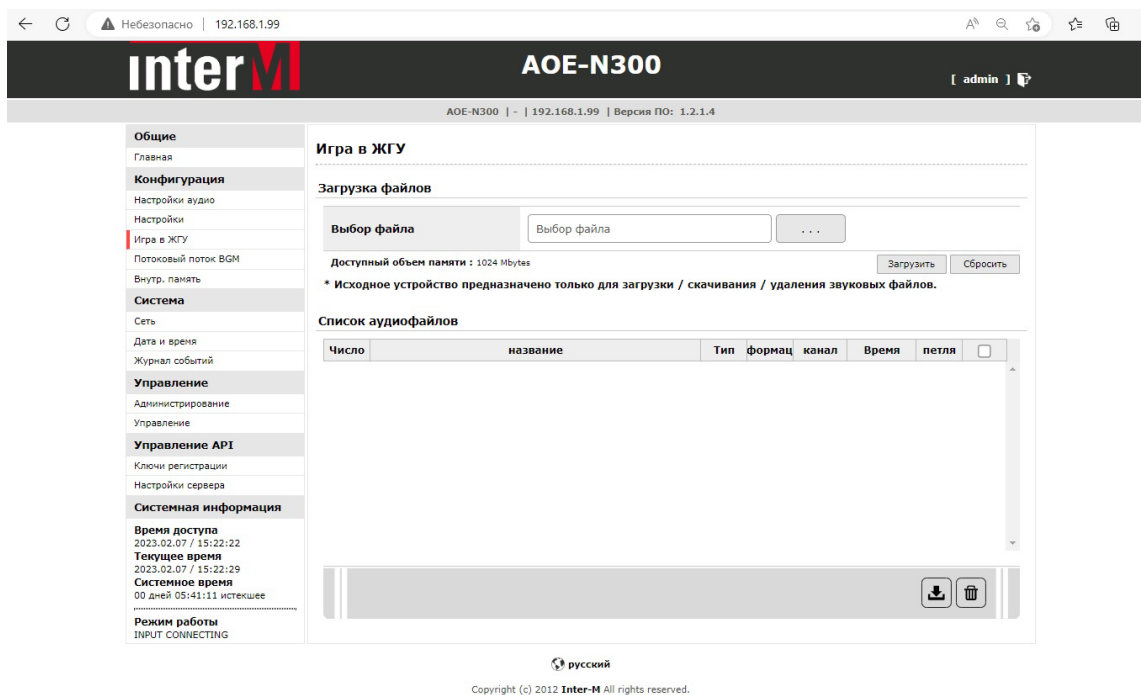 Небезопасно | 192.168.1.99
interM
AOE-N300
[ admin ]
AOE-N300 | - | 192.168.1.99 | Версия ПО: 1.2.1.4
Общие
Главная
Конфигурация
Настройки аудио
Настройки
Игра в ЖГУ
Потоковый поток BGM
Внутр. память
Система
Сеть
Дата и время
Журнал событий
Управление
Администрирование
Управление
Управление API
Ключи регистрации
Настройки сервера
Системная информация
Время доступа
2023.02.07 / 15:22:22
Текущее время
2023.02.07 / 15:22:29
Системное время
00 дней 05:41:11 истекшее
Режим работы
INPUT CONNECTING
Игра в ЖГУ
Загрузка файлов
Выбор файла Выбор файла ...
Доступный объем памяти : 1024 Mbytes Загрузить Сбросить
* Исходное устройство предназначено только для загрузки / скачивания / удаления звуковых файлов.
Список аудиофайлов
Число название Тип формац канал Время петля
русский
Copyright (c) 2012 Inter-M All rights reserved.